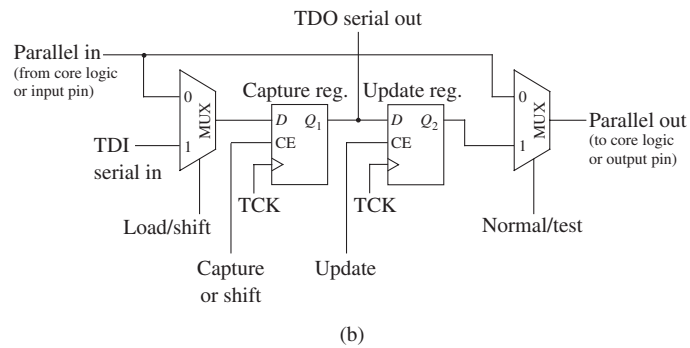 TDO serial out
Parallel in
(from core logic
or input pin)
Capture reg.
Update reg.
0
MUX
1
D
Q1
CE
D
Q2
CE
0
MUX
1
Parallel out
(to core logic
or output pin)
TDI
serial in
TCK
TCK
Load/shift
Normal/test
Capture
or shift
Update
(b)